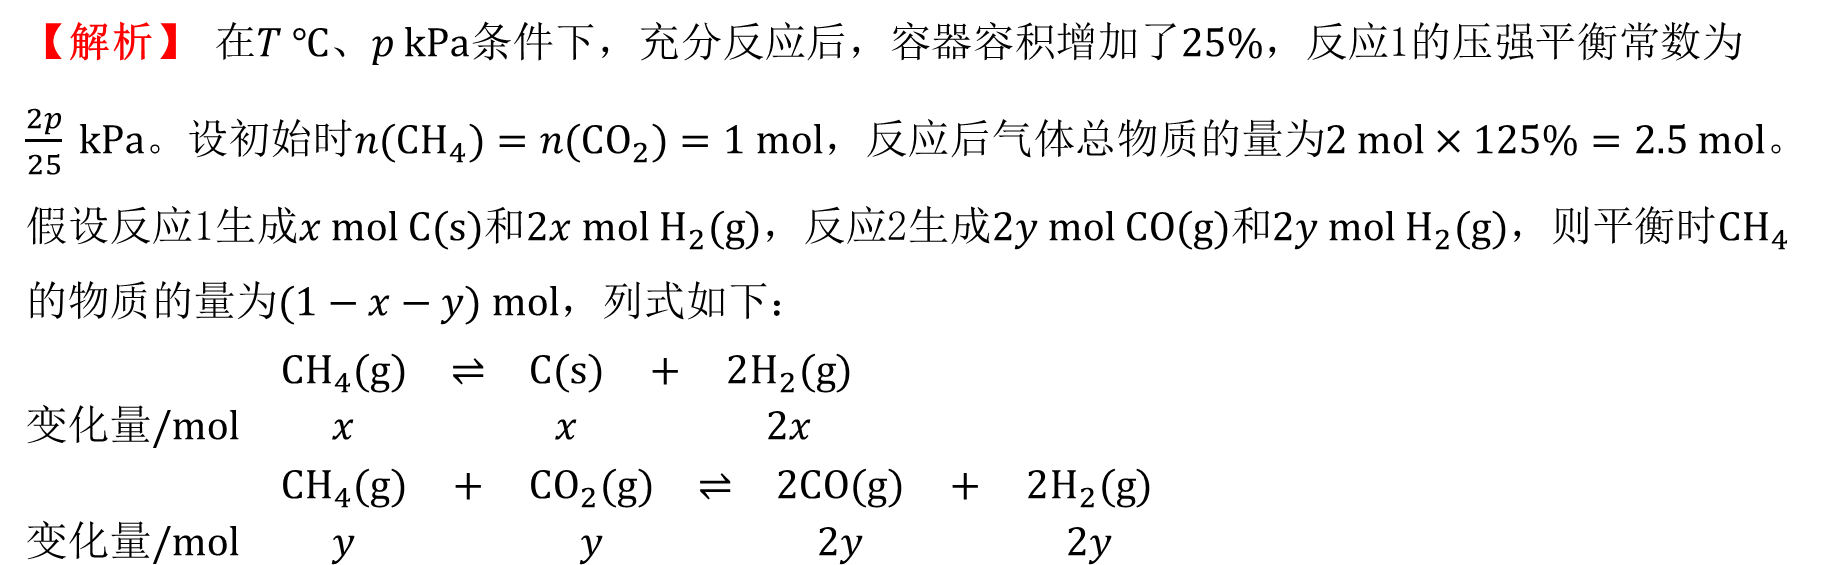 【解析】 在T °C、p kPa条件下，充分反应后，容器容积增加了25%，反应1的压强平衡常数为
2p/25 kPa。设初始时n(CH₄) = n(CO₂) = 1 mol，反应后气体总物质的量为2 mol × 125% = 2.5 mol。
假设反应1生成x mol C(s)和2x mol H₂(g)，反应2生成2y mol CO(g)和2y mol H₂(g)，则平衡时CH₄
的物质的量为(1 − x − y) mol，列式如下：
CH₄(g) ⇌ C(s) + 2H₂(g)
变化量/mol x x 2x
CH₄(g) + CO₂(g) ⇌ 2CO(g) + 2H₂(g)
变化量/mol y y 2y 2y